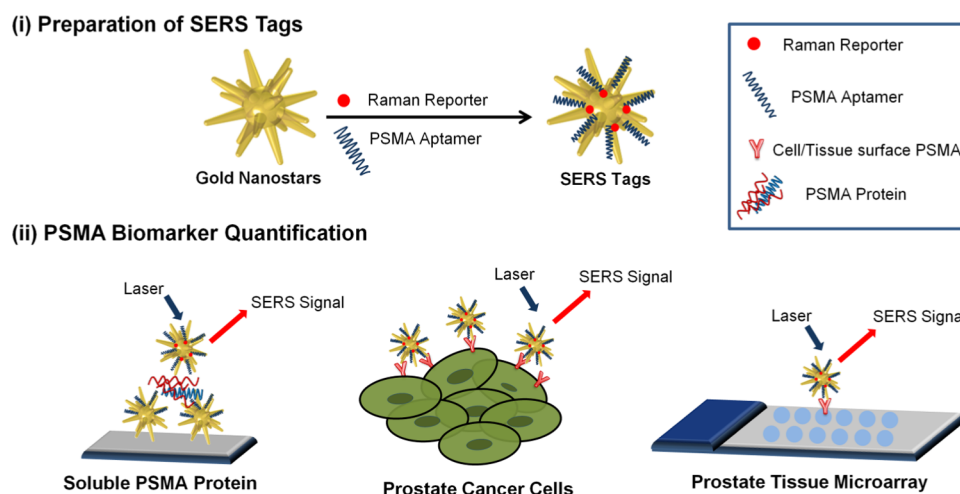 (i) Preparation of SERS Tags
Raman Reporter
PSMA Aptamer
Gold Nanostars
SERS Tags
Raman Reporter
PSMA Aptamer
Cell/Tissue surface PSMA
PSMA Protein
(ii) PSMA Biomarker Quantification
Laser
SERS Signal
Soluble PSMA Protein
Laser
SERS Signal
Prostate Cancer Cells
Laser
SERS Signal
Prostate Tissue Microarray